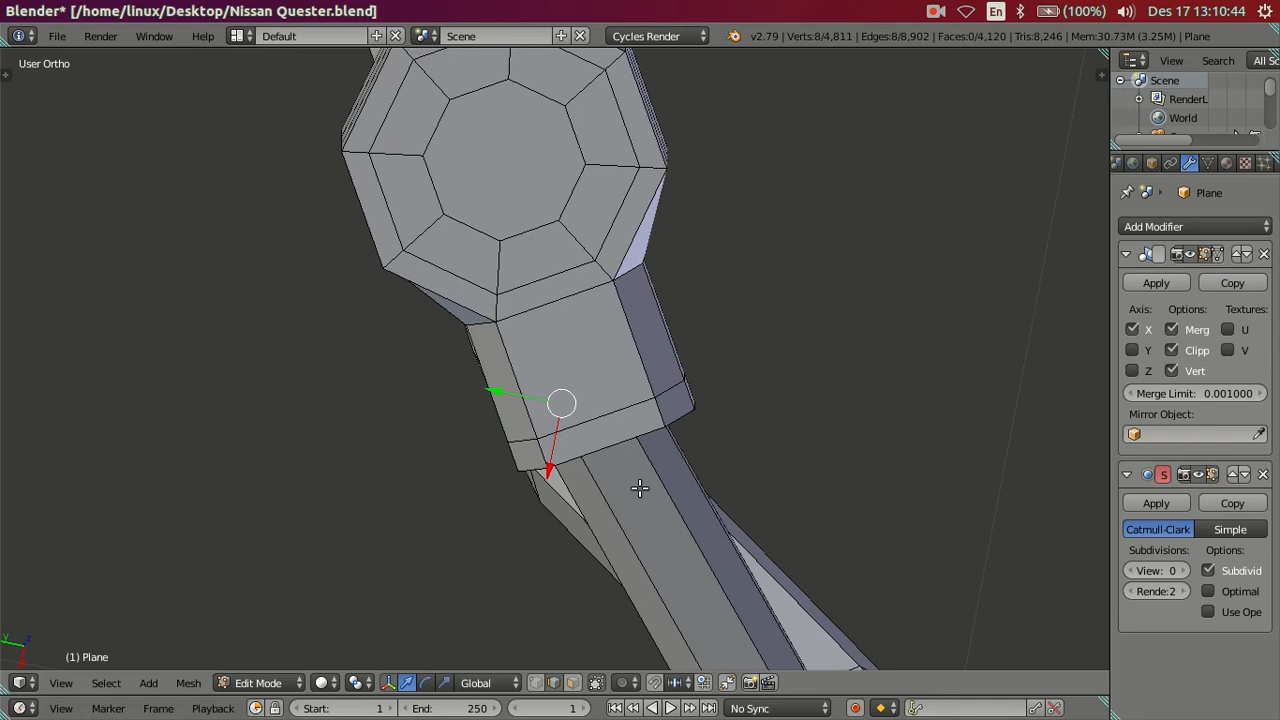 Blender* [/home/linux/Desktop/Nissan Quester.blend]
En (100%) Des 17 13:10:44
File Render Window Help Default Scene Cycles Render v2.79 | Verts:8/4,811 | Edges:8/8,902 | Faces:0/4,120 | Tris:8,246 | Mem:30.73M (3.25M) | Plane
User Ortho
View Search All Sc
Scene
RenderL
World
Plane
Add Modifier
Apply Copy
Axis: Options: Textures:
X Merg U
Y Clipp V
Z Vert
Merge Limit: 0.001000
Mirror Object:
S
Apply Copy
Catmull-Clark Simple
Subdivisions: Options:
View: 0 Subdivid
Rende: 2 Optimal
Use Ope
y z x
(1) Plane
View Select Add Mesh Edit Mode Global
View Marker Frame Playback Start: 1 End: 250 1 No Sync